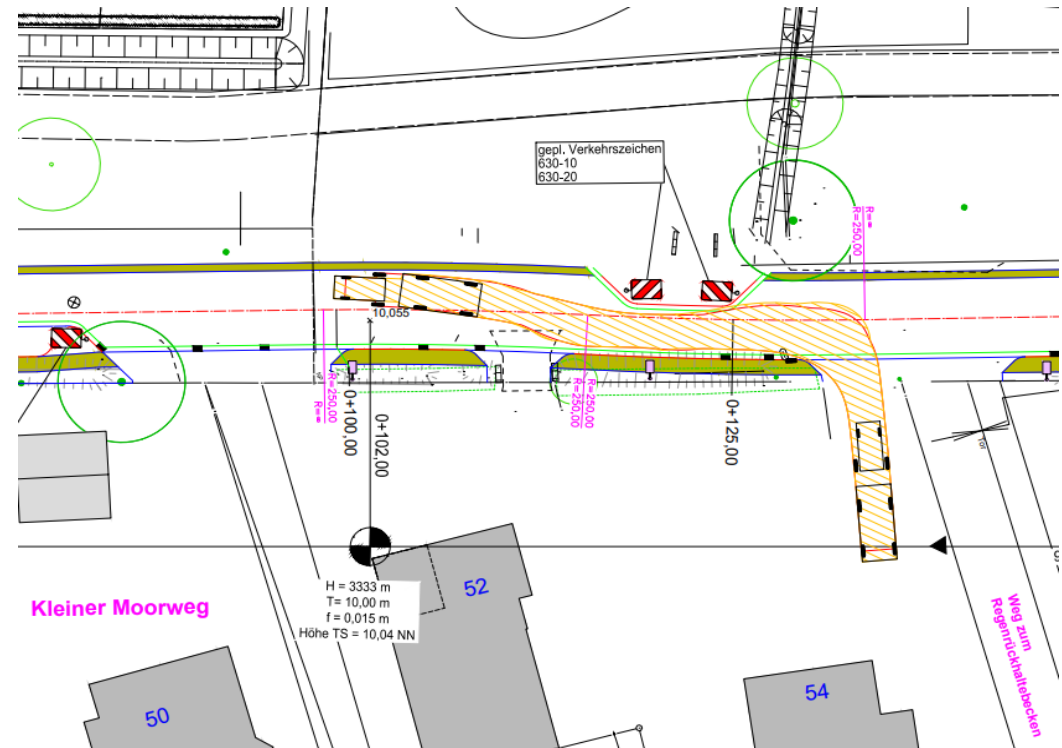 gepl. Verkehrszeichen
630-10
630-20
R=∞
R=250,00
10,055
R=250,00
R=∞
0+100,00
0+102,00
R=250,00
R=250,00
0+125,00
Tor
H = 3333 m
T= 10,00 m
f = 0,015 m
Höhe TS = 10,04 NN
Kleiner Moorweg
50
52
54
Weg zum
Regenrückhaltebecken